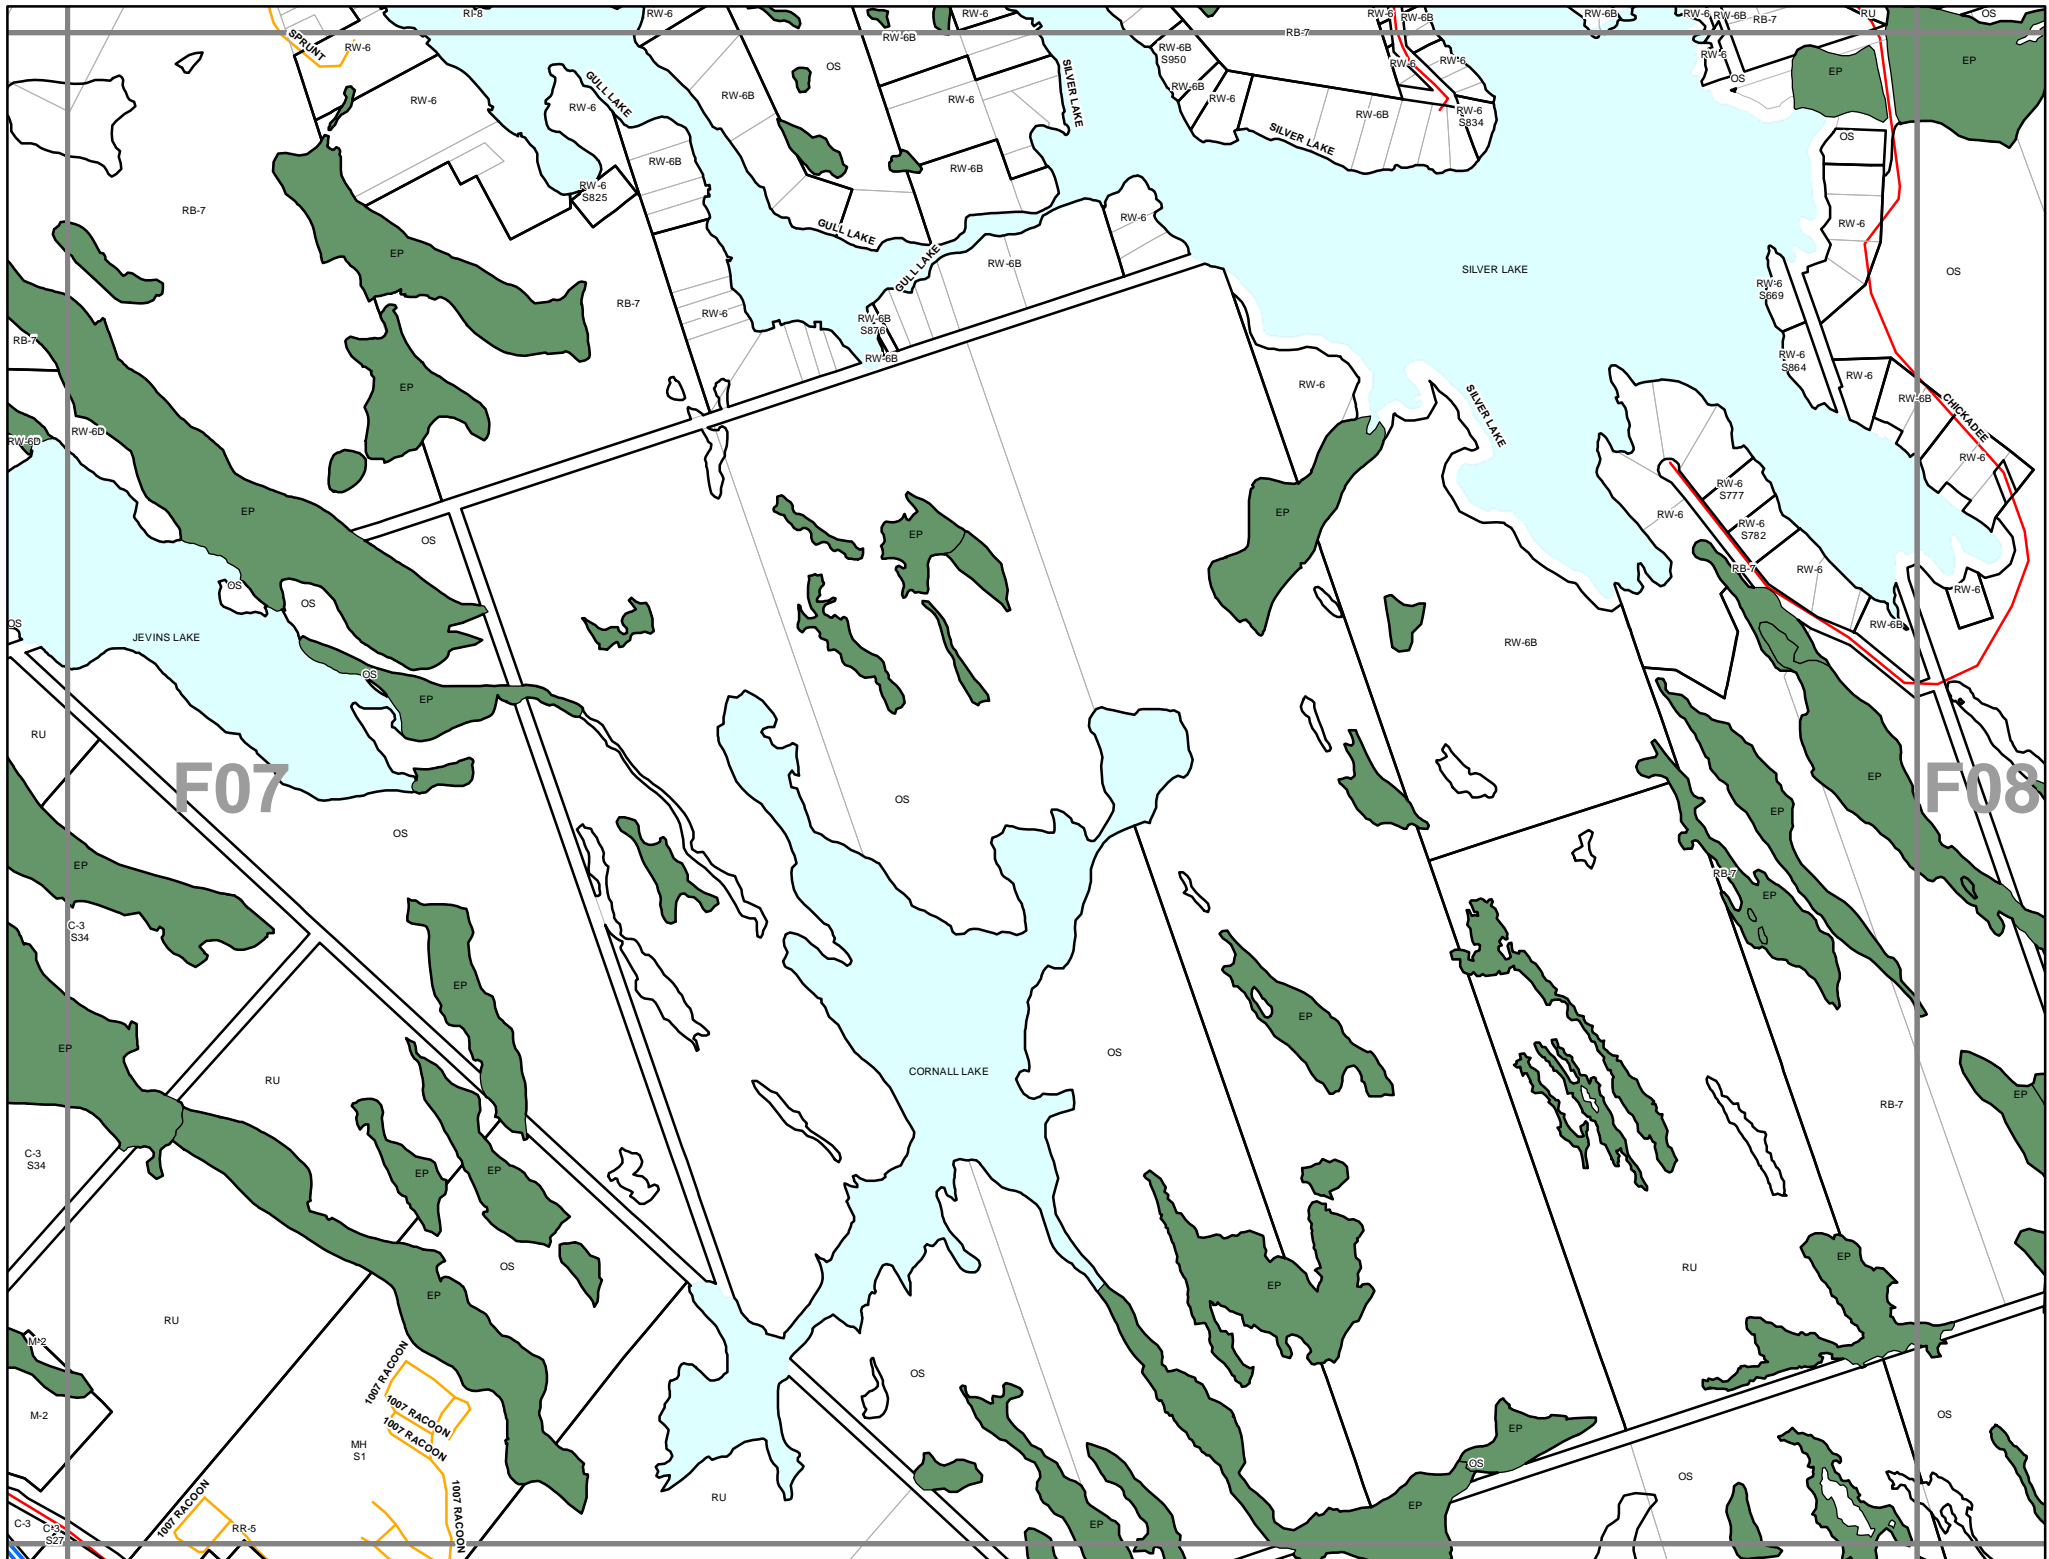 RI-8
RW-6
RW-6B
RW-6
RB-7
RW-6
RW-6B
RW-6B
RW-6
RW-6B
RB-7
RU
OS
SPRUNT
RW-6
OS
SILVER LAKE
RW-6B
S950
RW-6
RW-6
RW-6
OS
EP
EP
GULL LAKE
RW-6
RW-6
RW-6B
RW-6
RW-6B
RW-6
RW-6B
RW-6
S834
SILVER LAKE
OS
RW-6B
RW-6B
RW-6
S825
RB-7
RW-6
RW-6
GULL LAKE
EP
GULL LAKE
RW-6B
SILVER LAKE
OS
RB-7
RW-6
S669
RW-6
RW-6B
S876
RB-7
RW-6B
RW-6
S864
EP
RW-6
RW-6
RW-6B
CHICKADEE
SILVER LAKE
RW-6D
RW-6D
RW-6
EP
EP
RW-6
S777
RW-6
RW-6
S782
OS
EP
RB-7
RW-6
OS
OS
RW-6
OS
RW-6B
JEVINS LAKE
RW-6B
OS
EP
RU
F07
F08
EP
OS
EP
OS
EP
RB-7
EP
C-3
S34
EP
EP
EP
OS
CORNALL LAKE
RU
EP
RB-7
C-3
S34
EP
EP
EP
OS
RU
EP
EP
RU
M-2
1007 RACOON
OS
1007 RACOON
M-2
OS
1007 RACOON
EP
MH
S1
OS
OS
RU
1007 RACOON
EP
1007 RACOON
C-3
C-3
S27
RR-5
EP